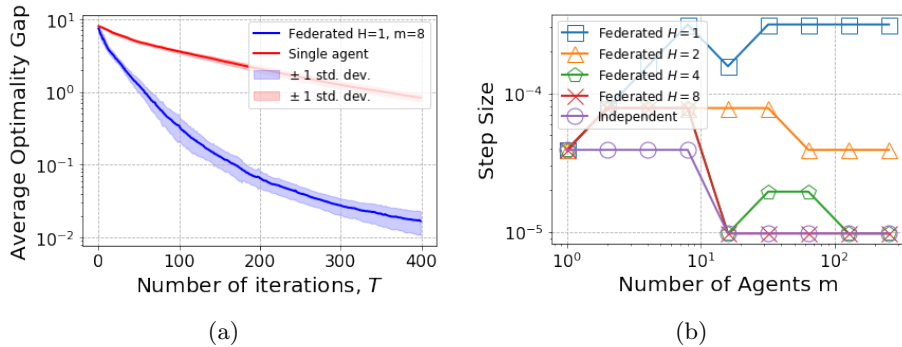 10^1
10^0
10^-1
10^-2
Average Optimality Gap
Federated H=1, m=8
Single agent
± 1 std. dev.
± 1 std. dev.
0 100 200 300 400
Number of iterations, T
(a)
10^-4
10^-5
Step Size
Federated H = 1
Federated H = 2
Federated H = 4
Federated H = 8
Independent
10^0 10^1 10^2
Number of Agents m
(b)